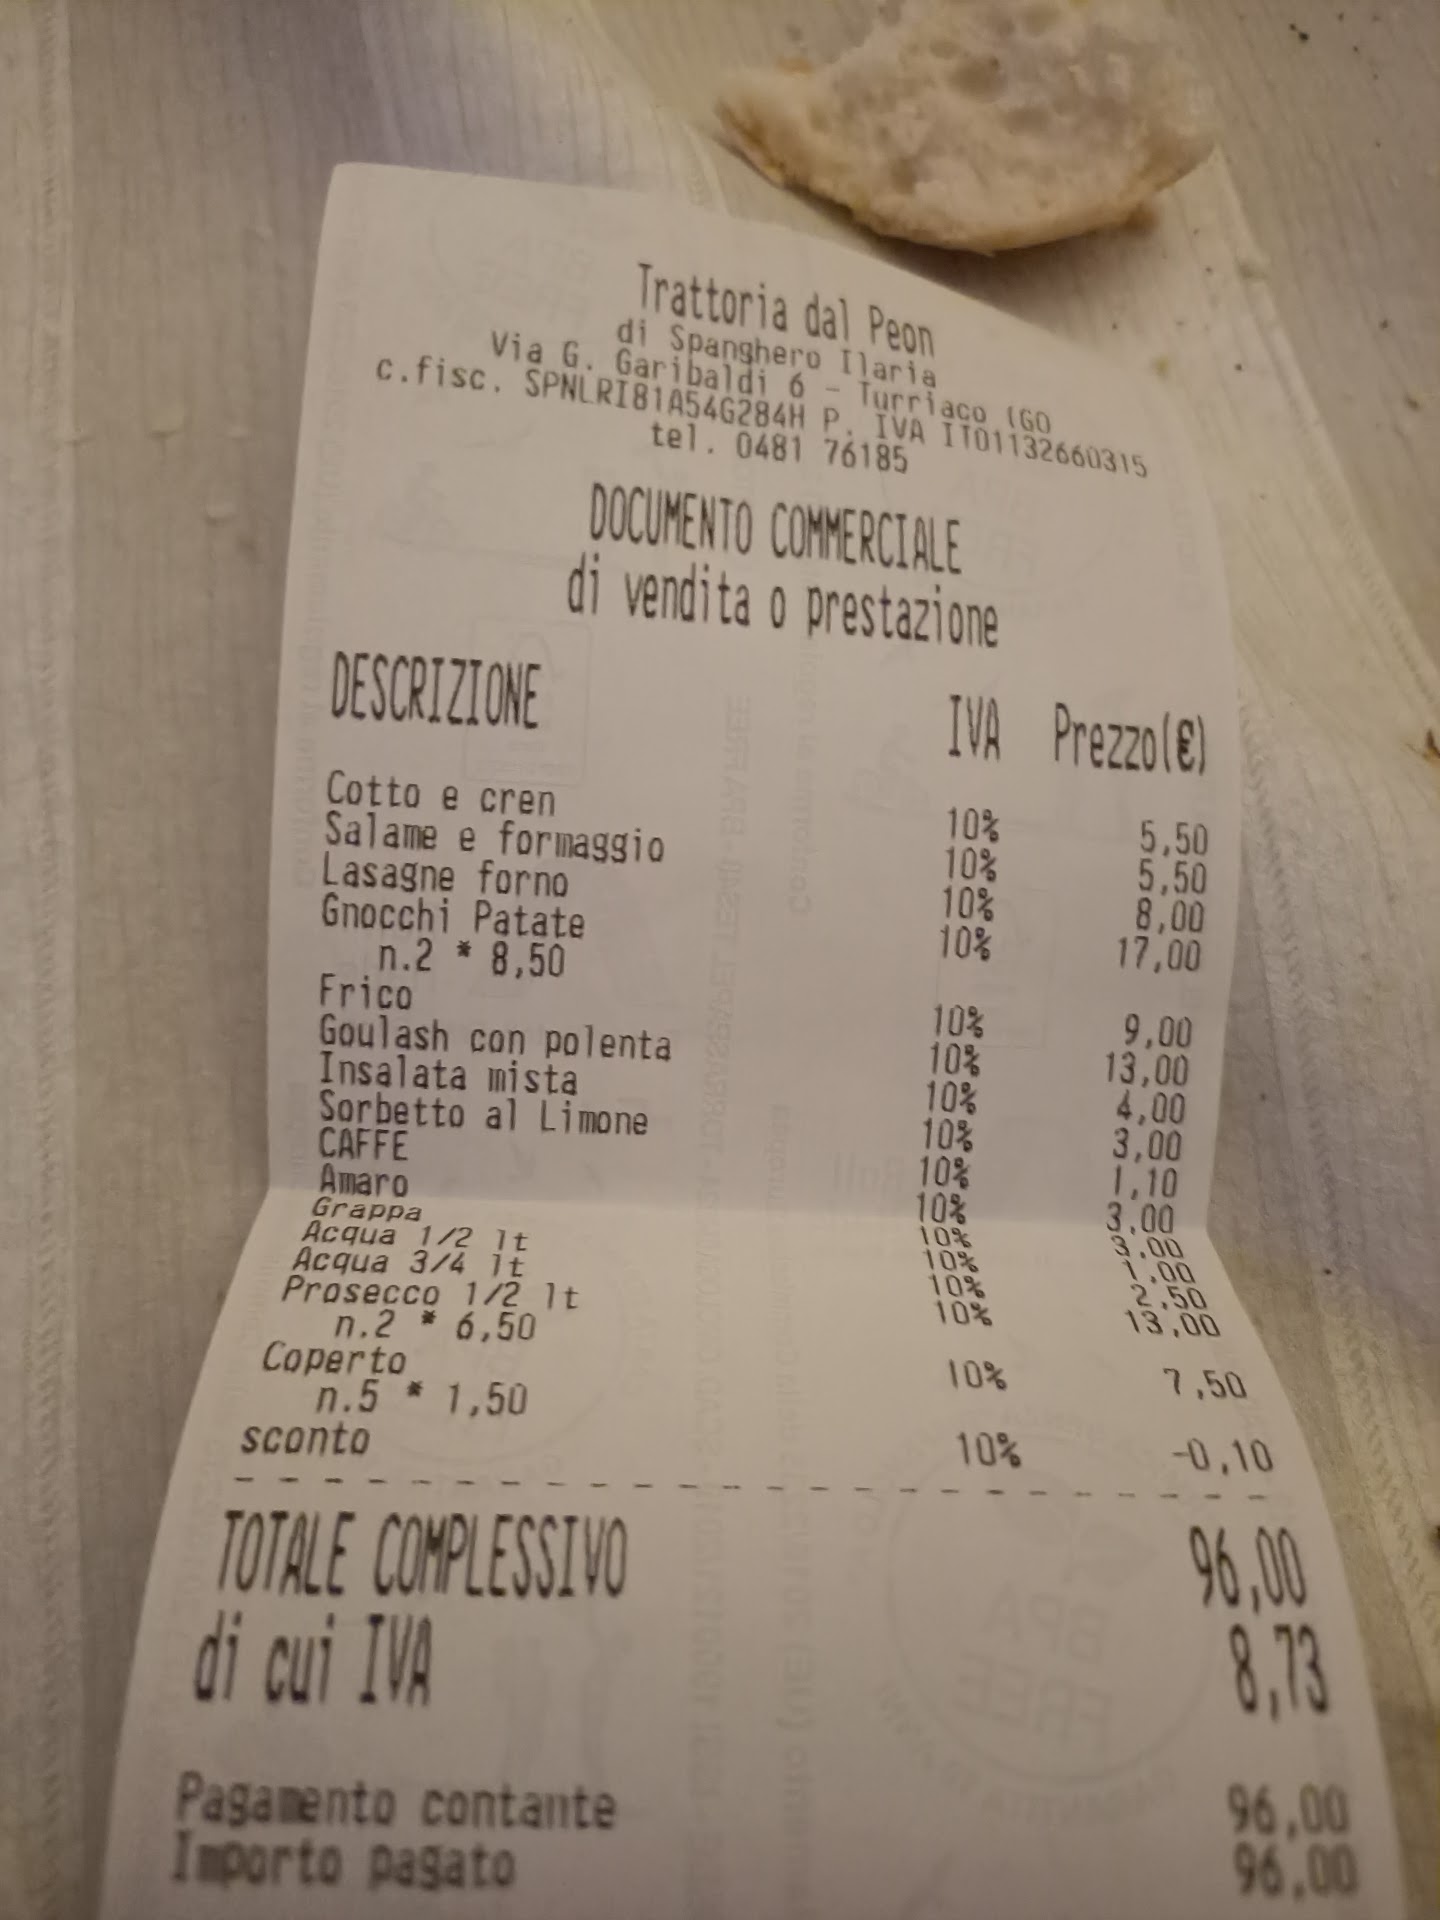 Trattoria dal Peon
di Spanghero Ilaria
Via G. Garibaldi 6 - Turriaco (GO
c.fisc. SPNLRI81A54G284H P. IVA IT01132660315
tel. 0481 76185
DOCUMENTO COMMERCIALE
di vendita o prestazione
DESCRIZIONE IVA Prezzo(€)
Cotto e cren 10% 5,50
Salame e formaggio 10% 5,50
Lasagne forno 10% 8,00
Gnocchi Patate 10% 17,00
n.2 * 8,50
Frico 10% 9,00
Goulash con polenta 10% 13,00
Insalata mista 10% 4,00
Sorbetto al Limone 10% 3,00
CAFFE 10% 1,10
Amaro 10% 3,00
Grappa 10% 3,00
Acqua 1/2 lt 10% 1,00
Acqua 3/4 lt 10% 2,50
Prosecco 1/2 lt 10% 13,00
n.2 * 6,50
Coperto 10% 7,50
n.5 * 1,50
sconto 10% -0,10
TOTALE COMPLESSIVO 96,00
di cui IVA 8,73
Pagamento contante 96,00
Importo pagato 96,00